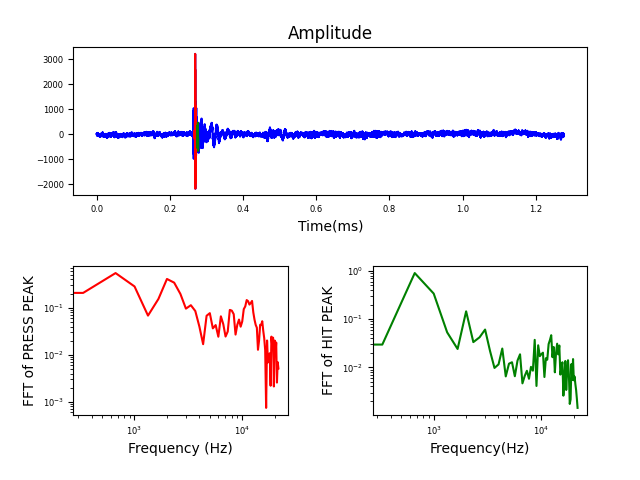 Amplitude
3000
2000
1000
0
−1000
−2000
0.0 0.2 0.4 0.6 0.8 1.0 1.2
Time(ms)
FFT of PRESS PEAK
10⁻¹
10⁻²
10⁻³
10³ 10⁴
Frequency (Hz)
FFT of HIT PEAK
10⁰
10⁻¹
10⁻²
10³ 10⁴
Frequency(Hz)